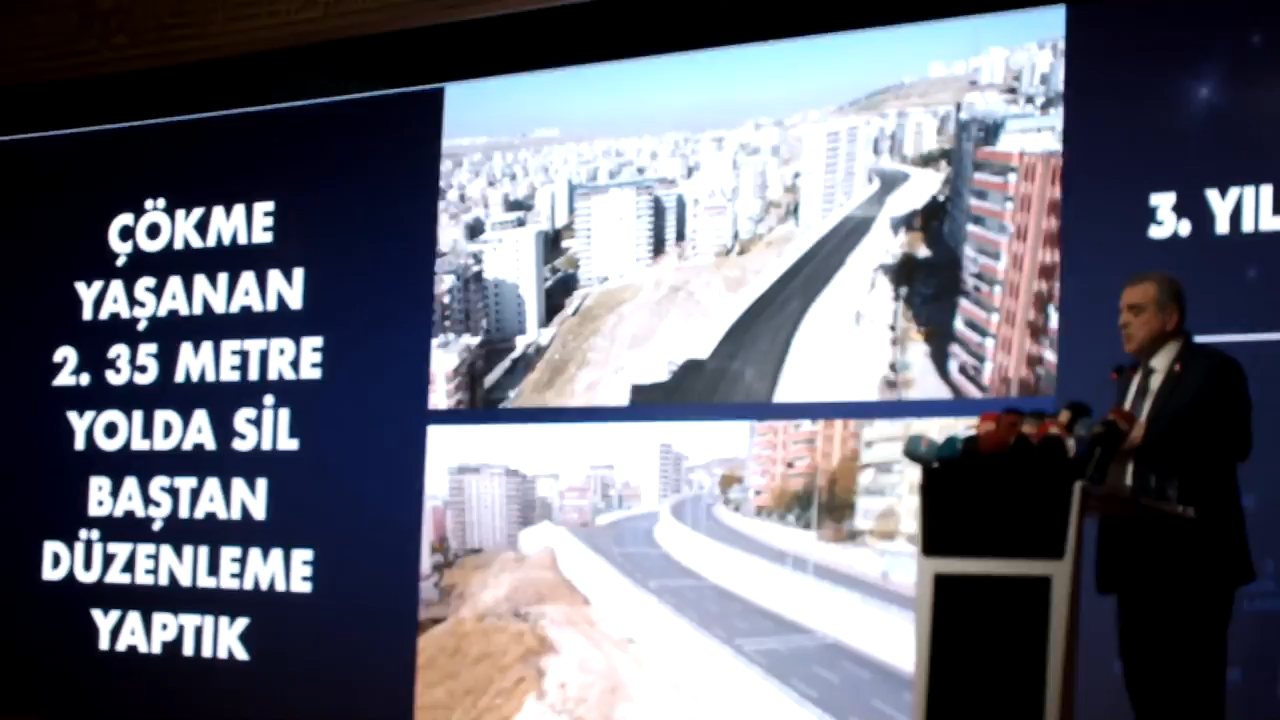 ÇÖKME
YAŞANAN
2. 35 METRE
YOLDA SİL
BAŞTAN
DÜZENLEME
YAPTIK
3. YIL